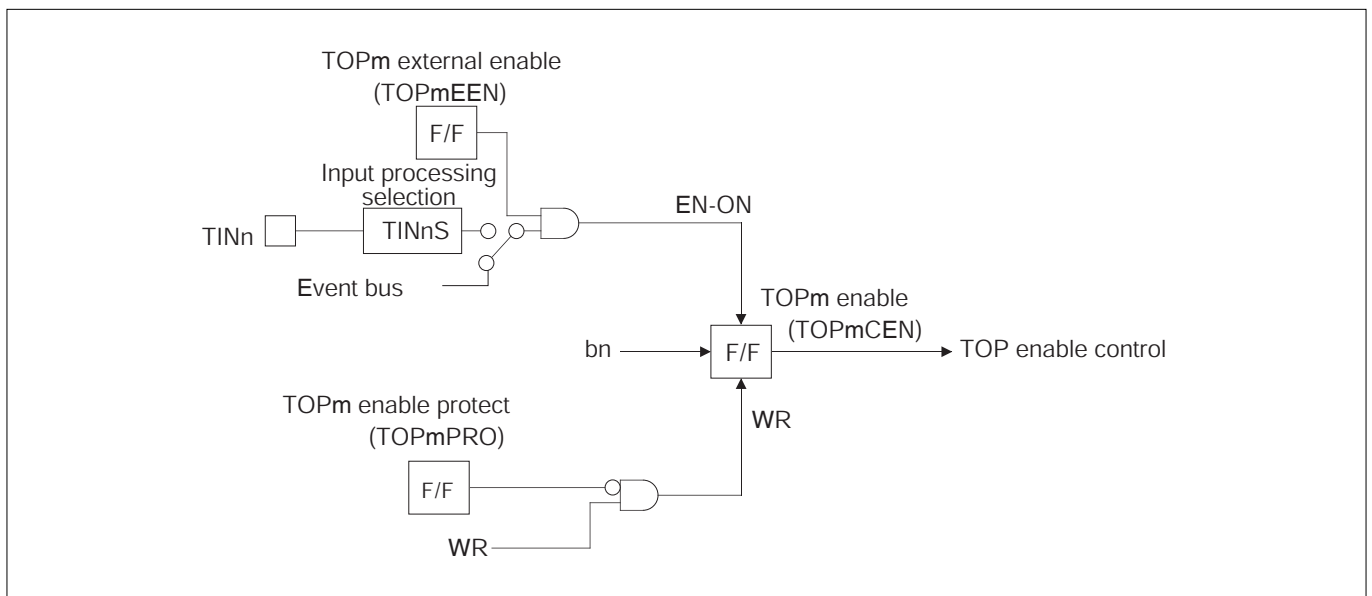 TOPm external enable
(TOPmEEN)
F/F
Input processing
selection
TINn
TINnS
EN-ON
Event bus
TOPm enable
(TOPmCEN)
bn
F/F
TOP enable control
TOPm enable protect
(TOPmPRO)
WR
F/F
WR